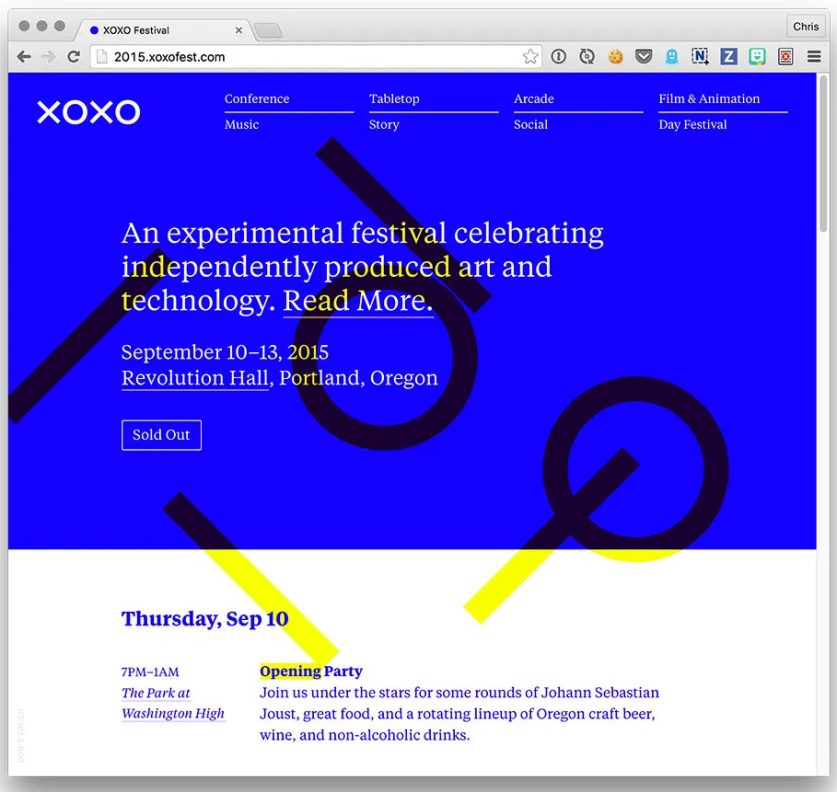 XOXO Festival
Chris
2015.xoxofest.com
XOXO
Conference
Tabletop
Arcade
Film & Animation
Music
Story
Social
Day Festival
An experimental festival celebrating
independently produced art and
technology. Read More.
September 10–13, 2015
Revolution Hall, Portland, Oregon
Sold Out
Thursday, Sep 10
7PM–1AM
The Park at
Washington High
Opening Party
Join us under the stars for some rounds of Johann Sebastian
Joust, great food, and a rotating lineup of Oregon craft beer,
wine, and non-alcoholic drinks.
DON'T TOUCH